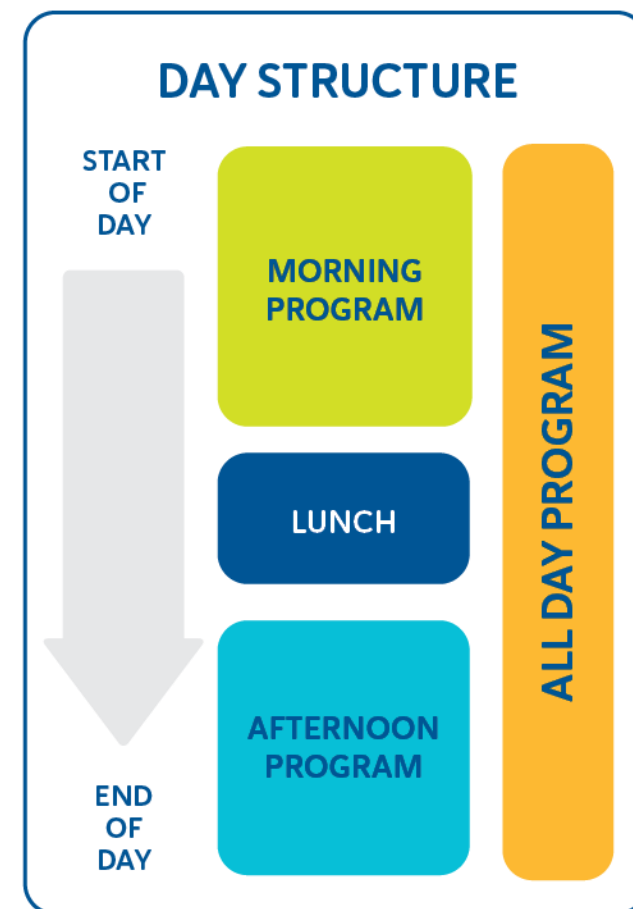 DAY STRUCTURE
START
OF
DAY
MORNING
PROGRAM
LUNCH
AFTERNOON
PROGRAM
END
OF
DAY
ALL DAY PROGRAM